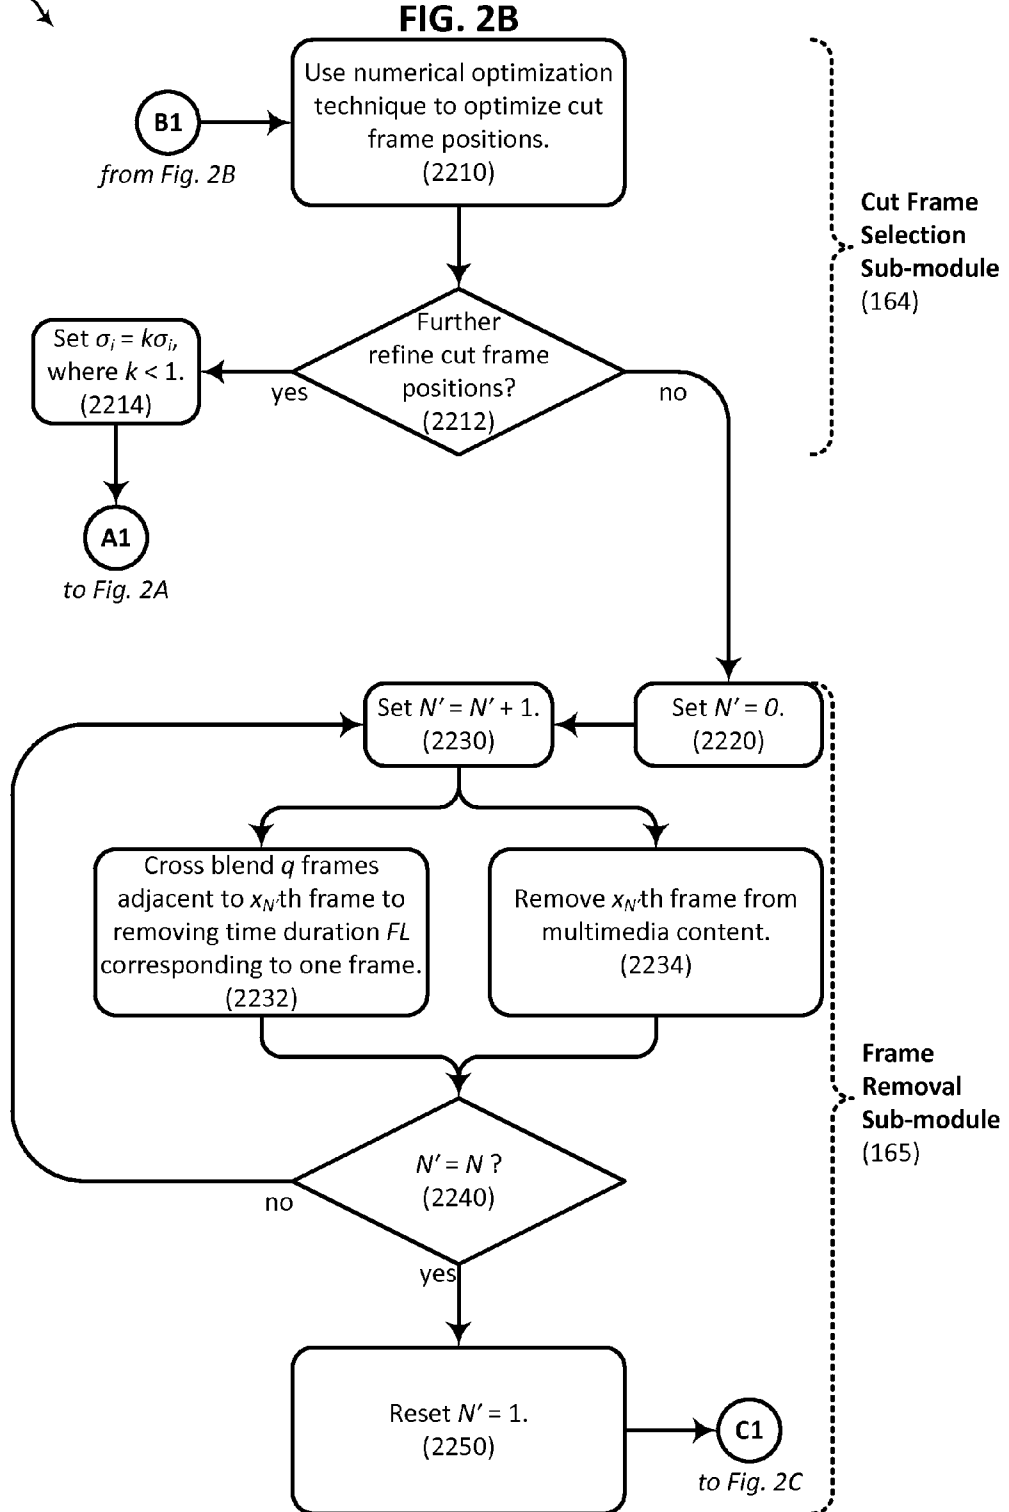 FIG. 2B
Use numerical optimization
technique to optimize cut
frame positions.
(2210)
B1
from Fig. 2B
Cut Frame
Selection
Sub-module
(164)
Further
refine cut frame
positions?
(2212)
yes
no
Set σi = kσi,
where k < 1.
(2214)
A1
to Fig. 2A
Set N′ = N′ + 1.
(2230)
Set N′ = 0.
(2220)
Cross blend q frames
adjacent to xN′th frame to
removing time duration FL
corresponding to one frame.
(2232)
Remove xN′th frame from
multimedia content.
(2234)
Frame
Removal
Sub-module
(165)
N′ = N ?
(2240)
no
yes
Reset N′ = 1.
(2250)
C1
to Fig. 2C